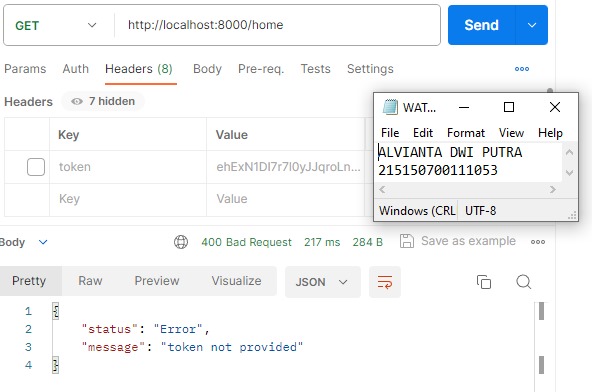 GET http://localhost:8000/home Send
Params Auth Headers (8) Body Pre-req. Tests Settings
Headers 7 hidden
Key Value
token ehExN1Dl7r7l0yJJqroLn...
Key Value
WAT...
File Edit Format View Help
ALVIANTA DWI PUTRA
215150700111053
Windows (CRL UTF-8
Body 400 Bad Request 217 ms 284 B Save as example
Pretty Raw Preview Visualize JSON
1 {
2 "status": "Error",
3 "message": "token not provided"
4 }